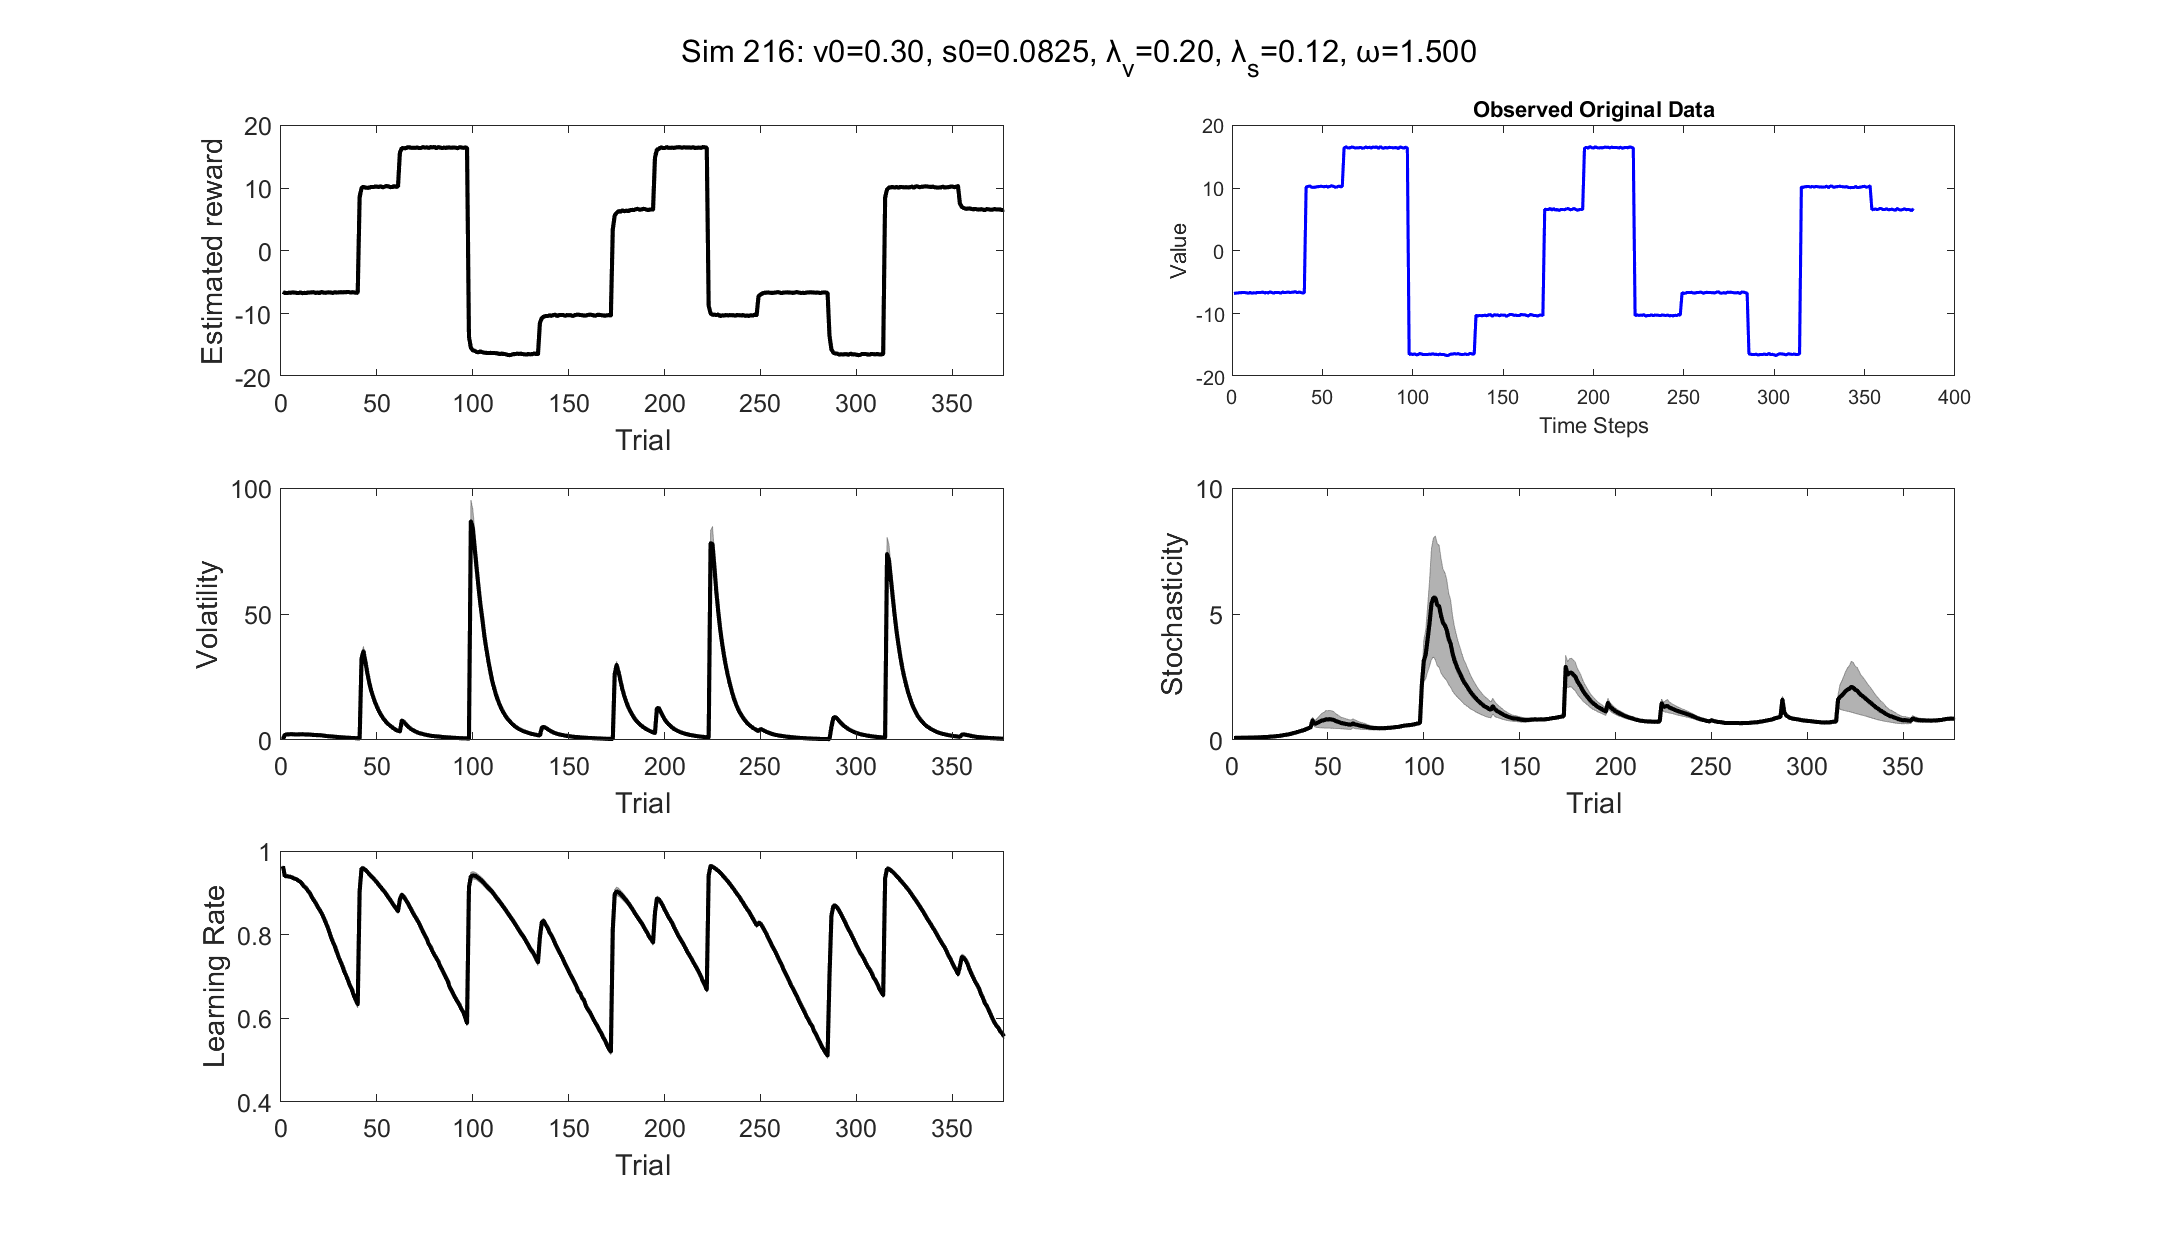 Sim 216: v0=0.30, s0=0.0825, λv=0.20, λs=0.12, ω=1.500
20
10
0
-10
-20
Estimated reward
0 50 100 150 200 250 300 350
Trial
Observed Original Data
20
10
0
-10
-20
Value
0 50 100 150 200 250 300 350 400
Time Steps
100
50
0
Volatility
0 50 100 150 200 250 300 350
Trial
10
5
0
Stochasticity
0 50 100 150 200 250 300 350
Trial
1
0.8
0.6
0.4
Learning Rate
0 50 100 150 200 250 300 350
Trial